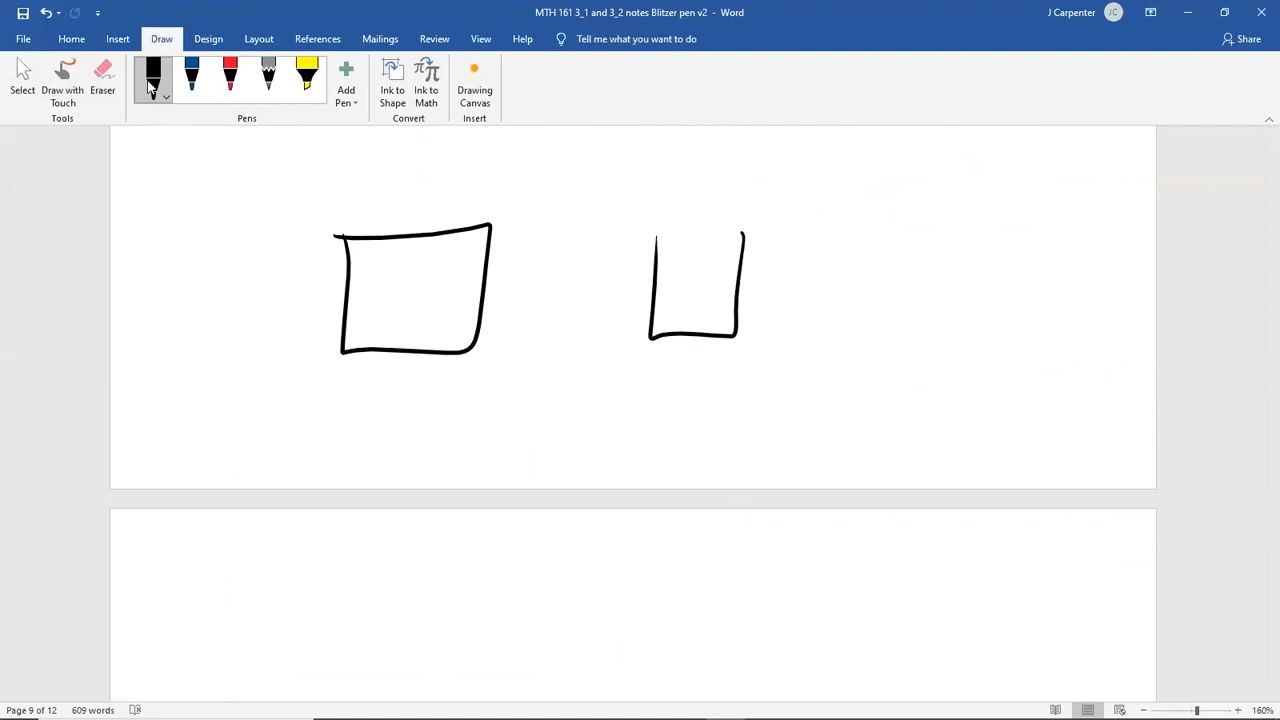 MTH 161 3_1 and 3_2 notes Blitzer pen v2 - Word
J Carpenter
JC
File
Home
Insert
Draw
Design
Layout
References
Mailings
Review
View
Help
Tell me what you want to do
Share
Select
Draw with
Touch
Eraser
Add
Pen
Ink to
Shape
Ink to
Math
Drawing
Canvas
Tools
Pens
Convert
Insert
Page 9 of 12
609 words
160%